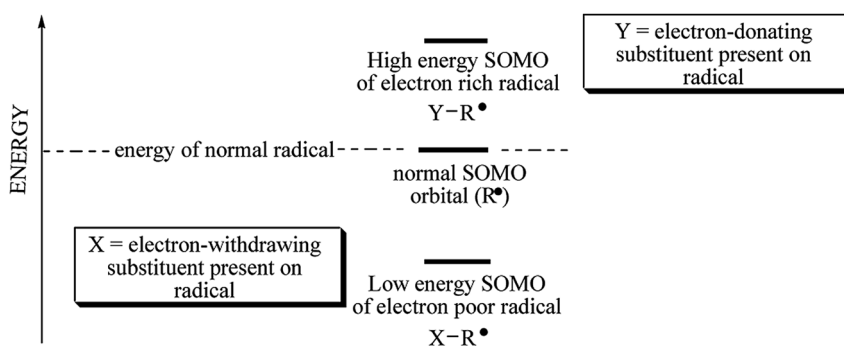 ENERGY
High energy SOMO
of electron rich radical
Y–R•
Y = electron-donating
substituent present on
radical
energy of normal radical
normal SOMO
orbital (R•)
X = electron-withdrawing
substituent present on
radical
Low energy SOMO
of electron poor radical
X–R•